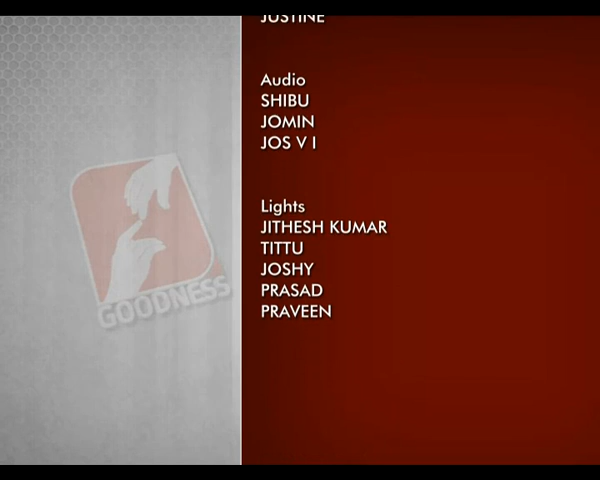 JUSTINE
Audio
SHIBU
JOMIN
JOS V I
Lights
JITHESH KUMAR
TITTU
JOSHY
PRASAD
PRAVEEN
GOODNESS